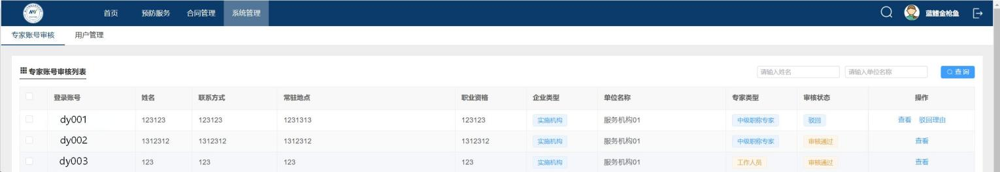 首页 预防服务 合同管理 系统管理 蓝鳍金枪鱼
专家账号审核 用户管理
专家账号审核列表 请输入姓名 请输入单位名称 查询
登录账号 姓名 联系方式 常驻地点 职业资格 企业类型 单位名称 专家类型 审核状态 操作
dy001 123123 123123 1231313 123123 实施机构 服务机构01 中级职称专家 驳回 查看 驳回理由
dy002 1312312 1312312 1312312 1312312 实施机构 服务机构01 中级职称专家 审核通过 查看
dy003 123 123 123 123 实施机构 服务机构01 工作人员 审核通过 查看